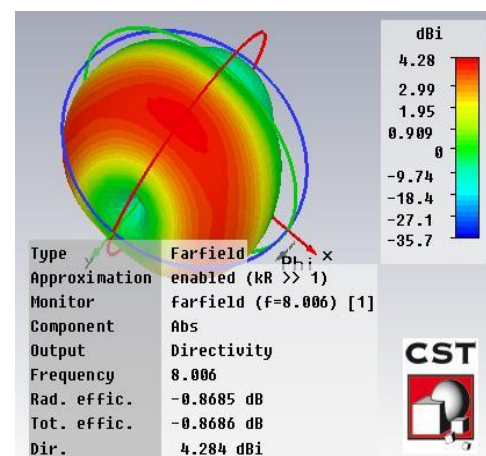 dBi
4.28
2.99
1.95
0.909
0
-9.74
-18.4
-27.1
-35.7
Phi x
y
Type Farfield
Approximation enabled (kR >> 1)
Monitor farfield (f=8.006) [1]
Component Abs
Output Directivity
Frequency 8.006
Rad. effic. -0.8685 dB
Tot. effic. -0.8686 dB
Dir. 4.284 dBi
CST